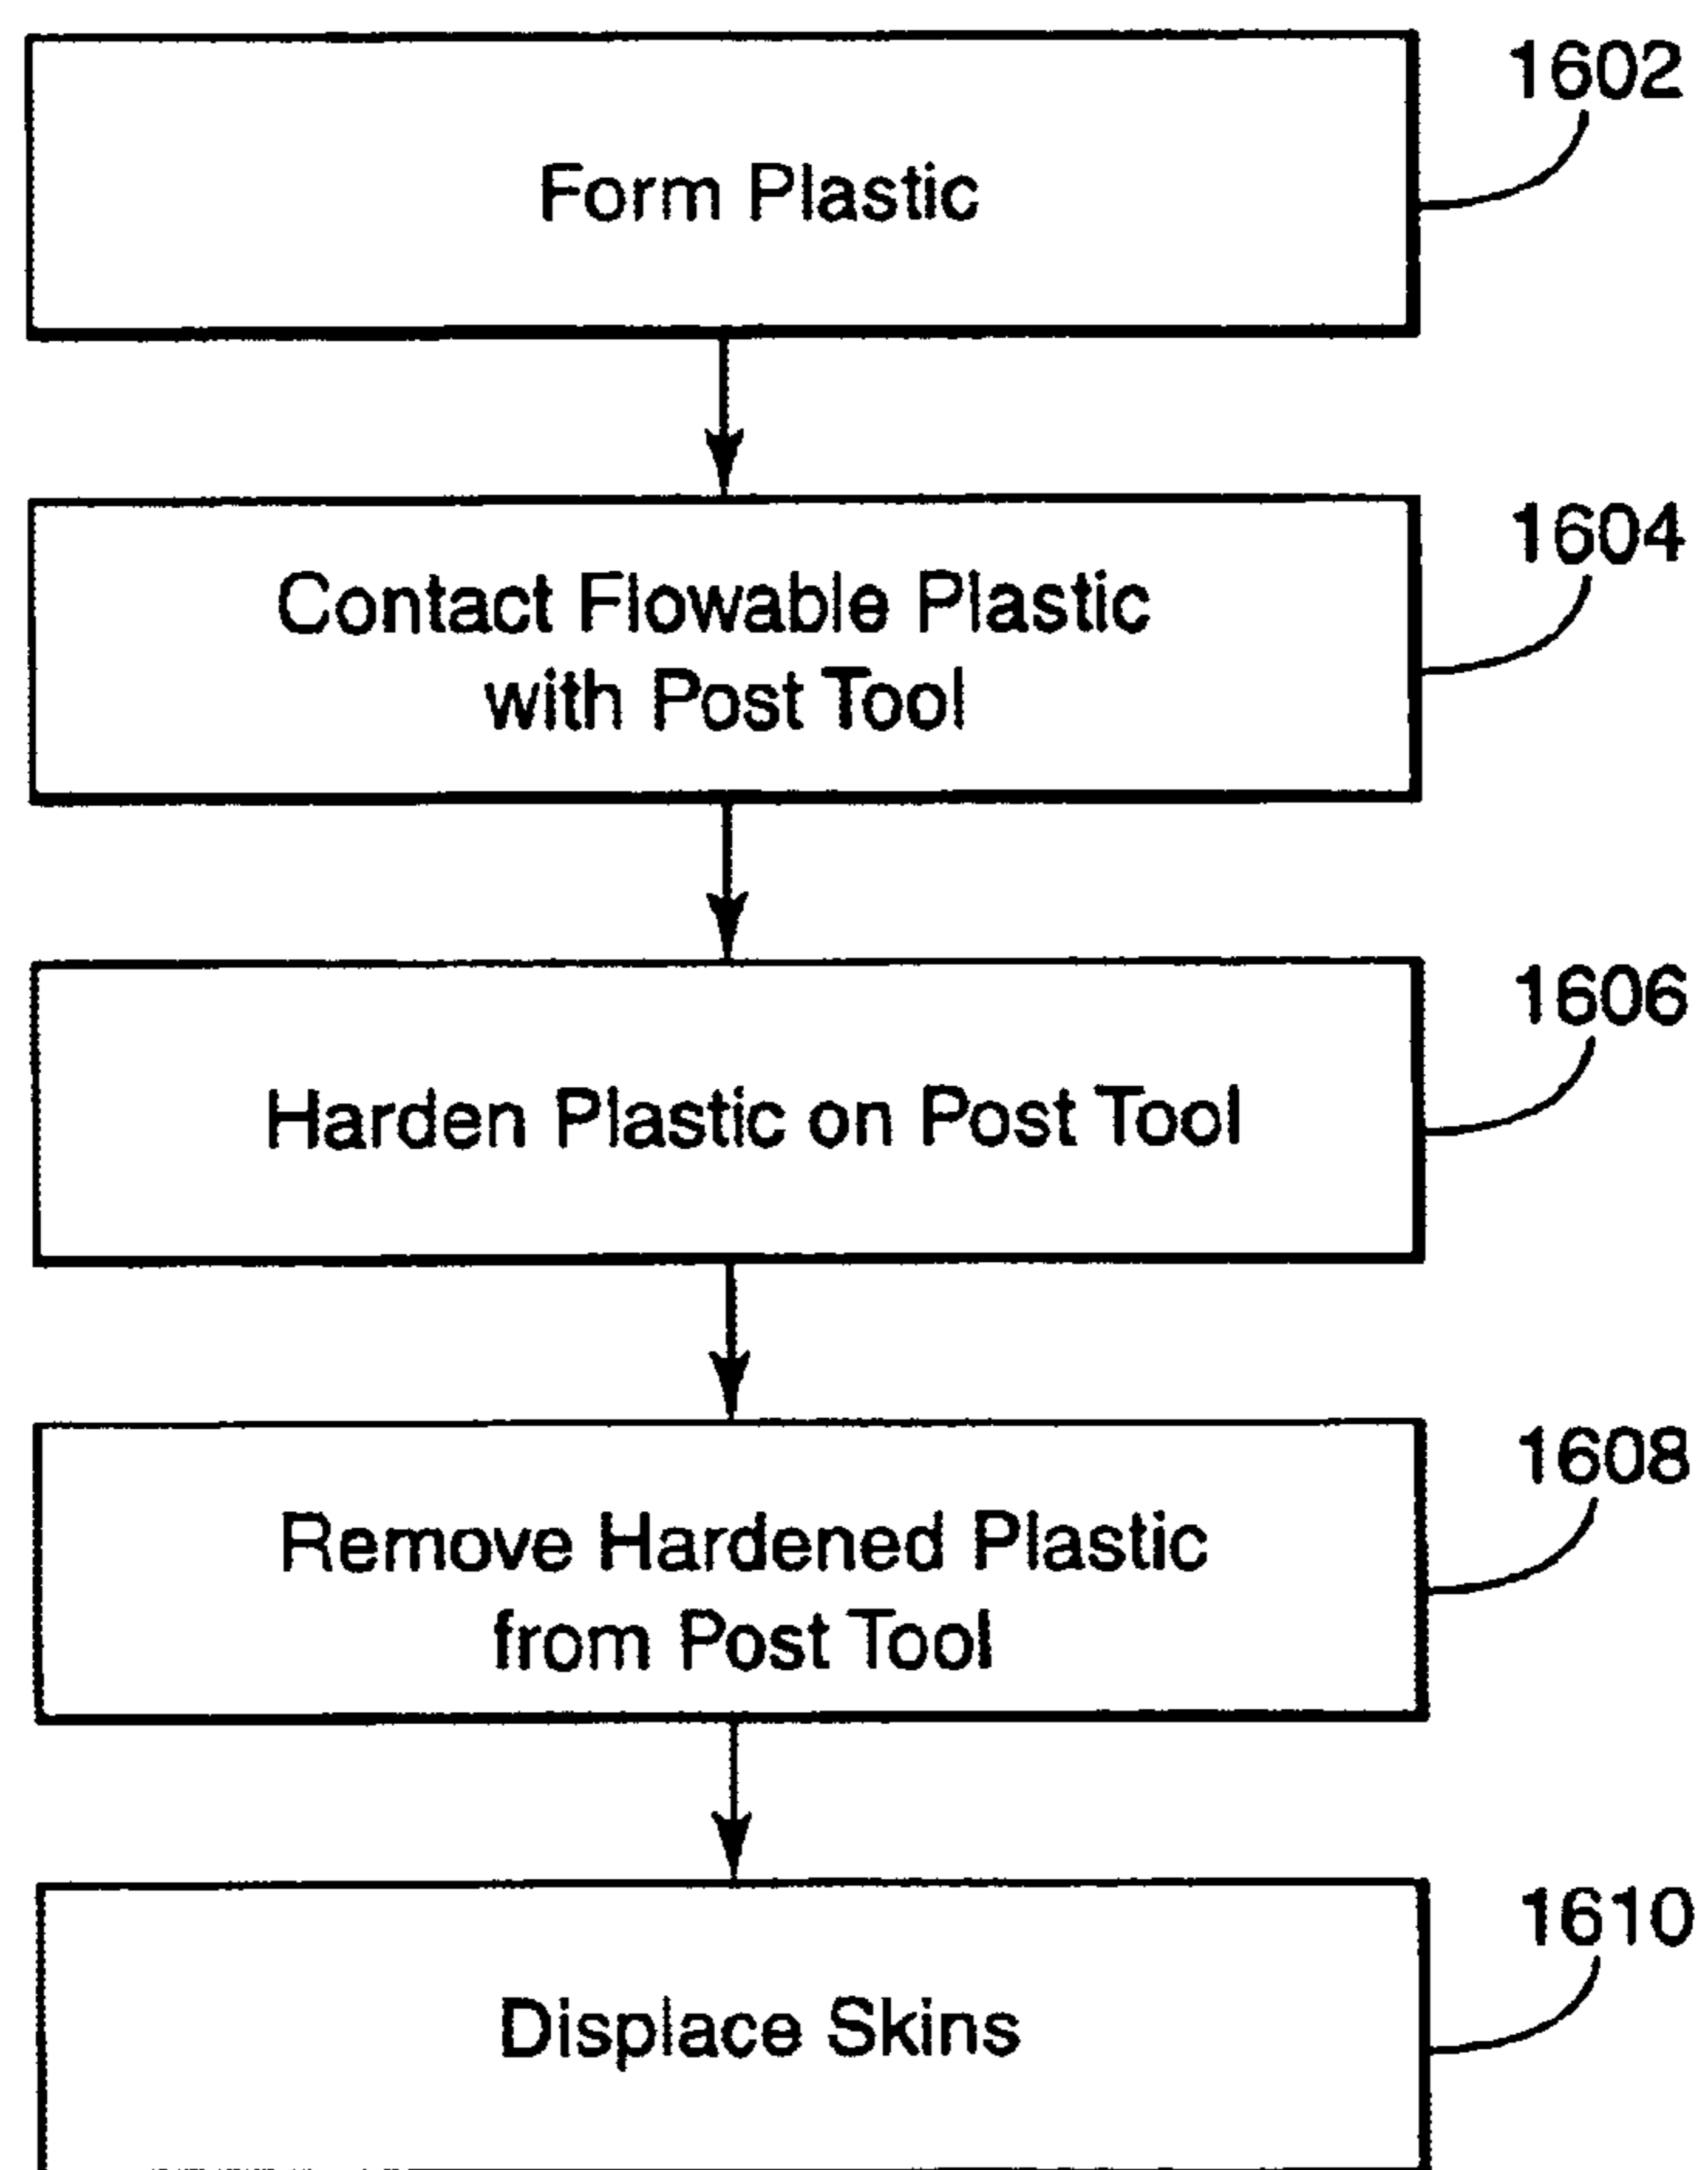 1602
Form Plastic
1604
Contact Flowable Plastic
with Post Tool
1606
Harden Plastic on Post Tool
1608
Remove Hardened Plastic
from Post Tool
1610
Displace Skins